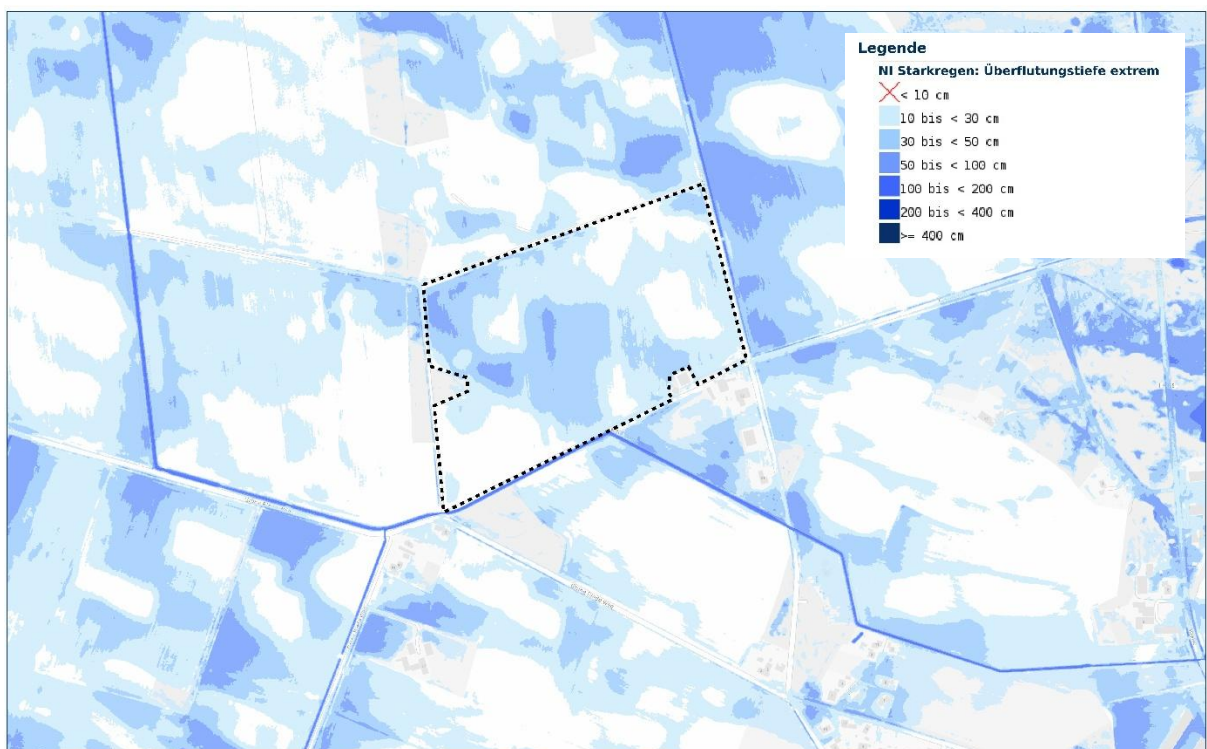 Legende
NI Starkregen: Überflutungstiefe extrem
< 10 cm
10 bis < 30 cm
30 bis < 50 cm
50 bis < 100 cm
100 bis < 200 cm
200 bis < 400 cm
>= 400 cm